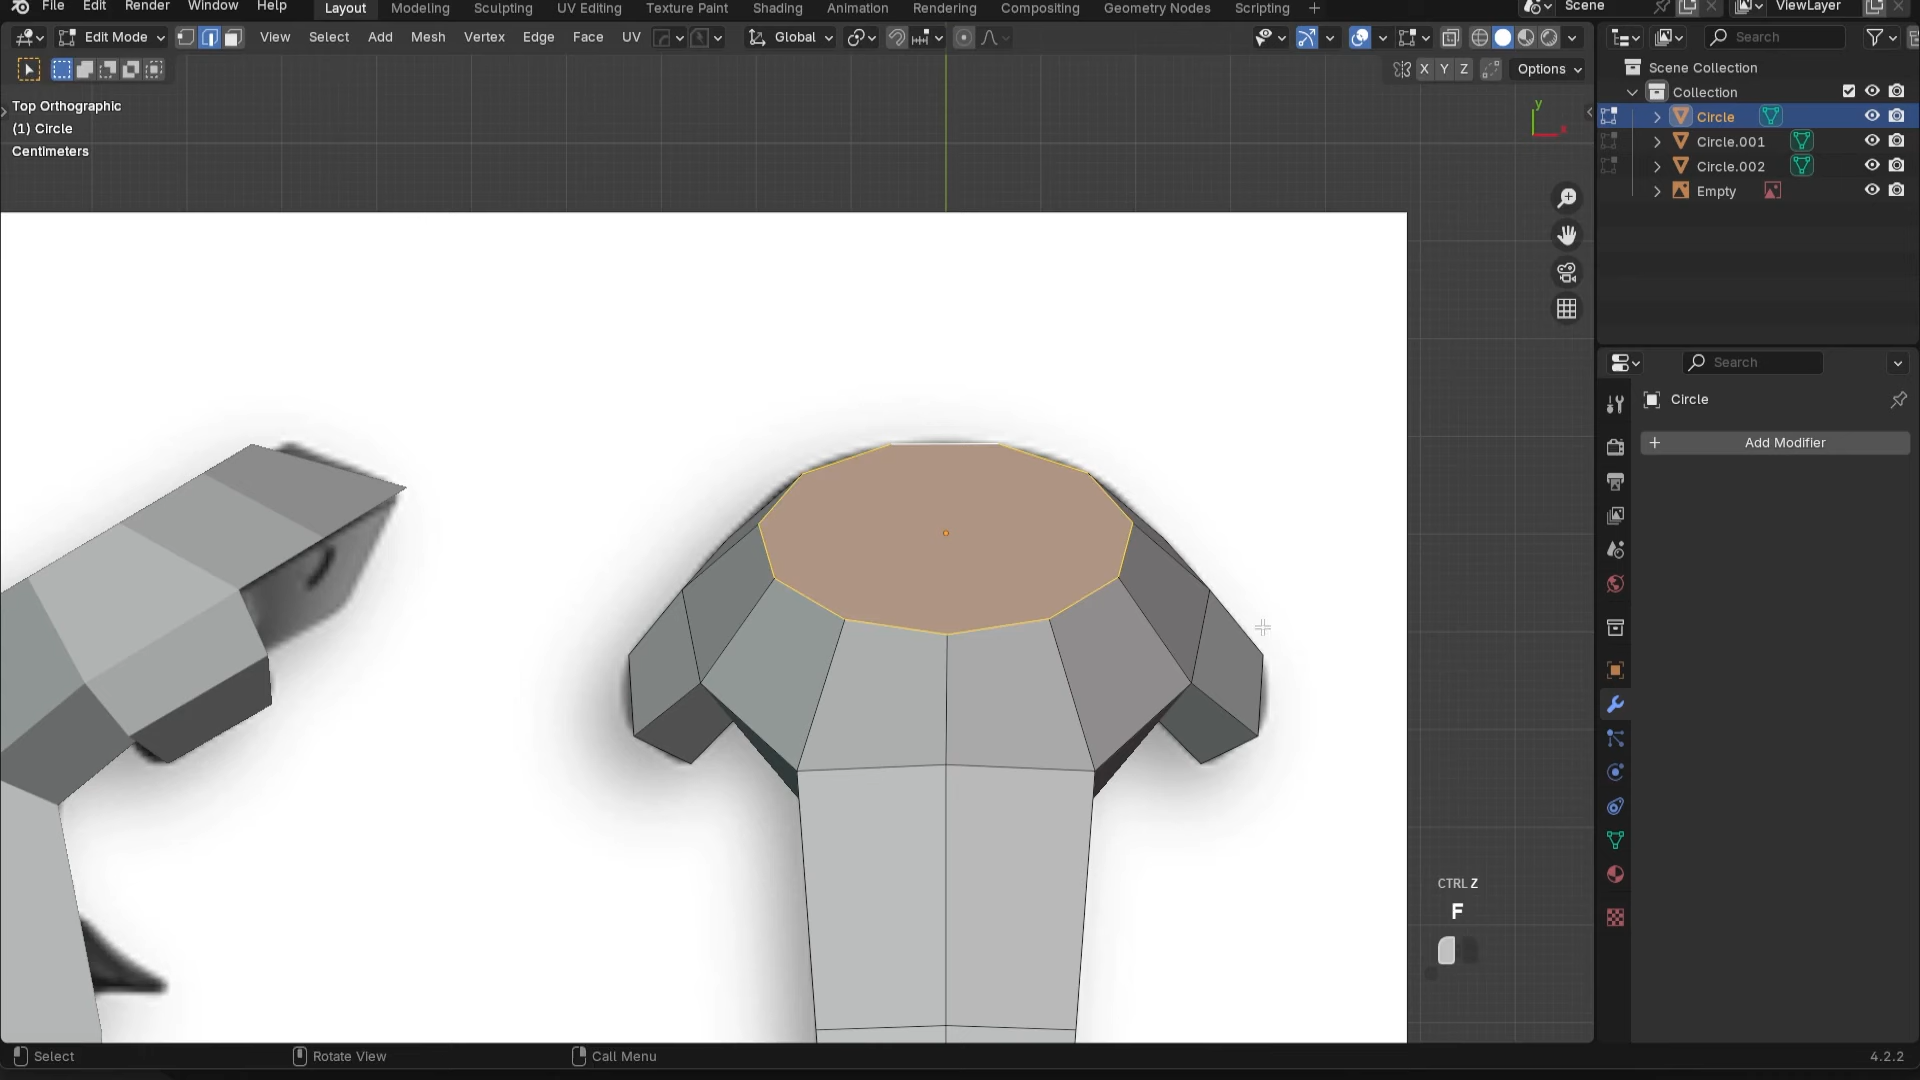 File Edit Render Window Help Layout Modeling Sculpting UV Editing Texture Paint Shading Animation Rendering Compositing Geometry Nodes Scripting + Scene ViewLayer
Edit Mode View Select Add Mesh Vertex Edge Face UV Global Search
X Y Z Options
Scene Collection
Collection
Circle
Circle.001
Circle.002
Empty
Top Orthographic
(1) Circle
Centimeters
y
x
Search
Circle
+ Add Modifier
CTRL Z
F
Select Rotate View Call Menu 4.2.2